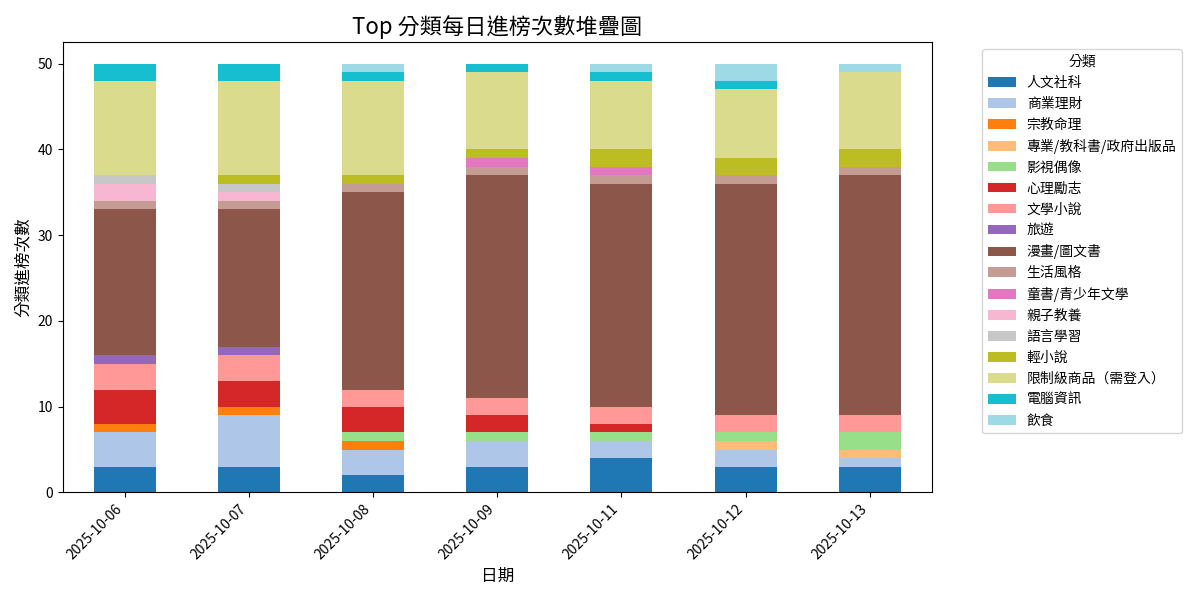 Top 分類每日進榜次數堆疊圖
分類進榜次數
50
40
30
20
10
0
2025-10-06
2025-10-07
2025-10-08
2025-10-09
2025-10-11
2025-10-12
2025-10-13
日期
分類
人文社科
商業理財
宗教命理
專業/教科書/政府出版品
影視偶像
心理勵志
文學小說
旅遊
漫畫/圖文書
生活風格
童書/青少年文學
親子教養
語言學習
輕小說
限制級商品（需登入）
電腦資訊
飲食